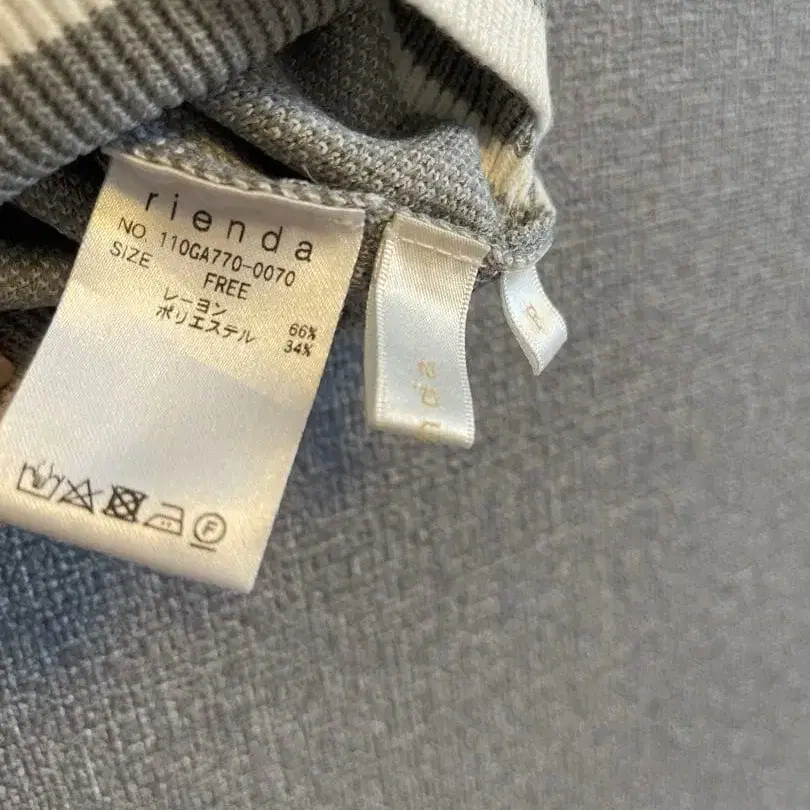 rienda
NO. 110GA770-0070
SIZE FREE
レーヨン 66%
ポリエステル 34%
F